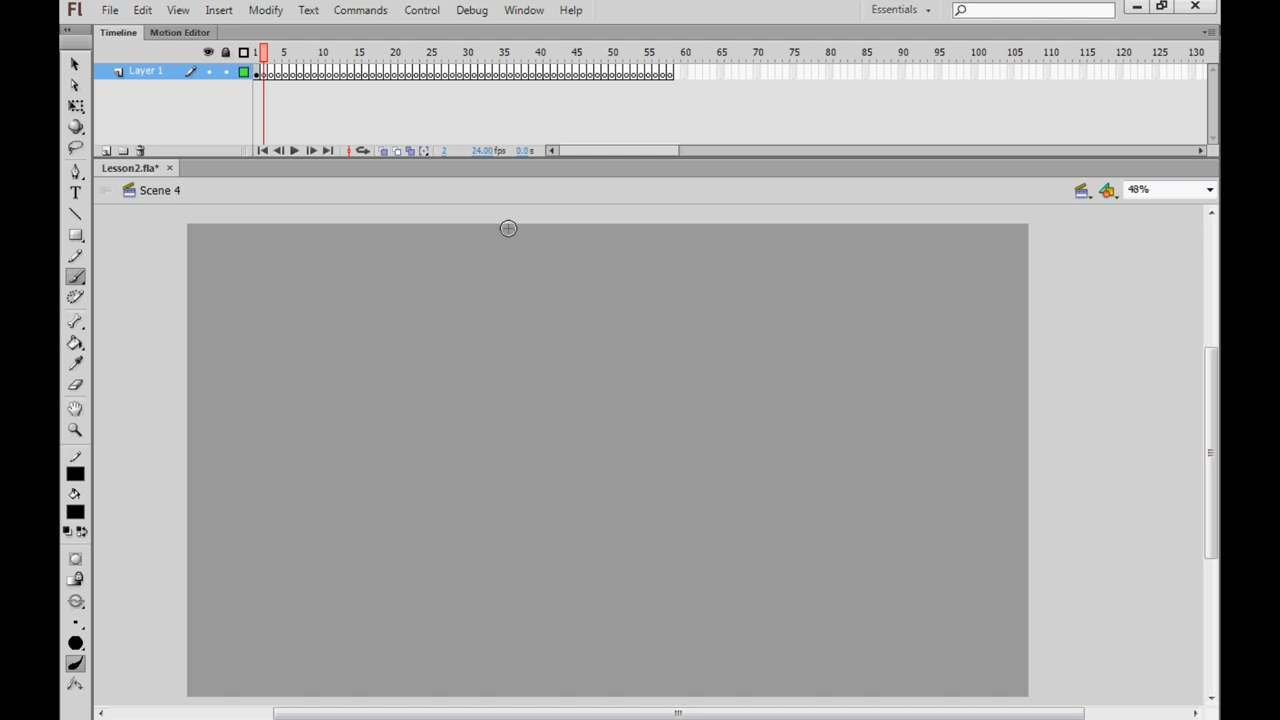 Fl File Edit View Insert Modify Text Commands Control Debug Window Help Essentials
Timeline Motion Editor
1 5 10 15 20 25 30 35 40 45 50 55 60 65 70 75 80 85 90 95 100 105 110 115 120 125 130
Layer 1
2 24.00 fps 0.0 s
Lesson2.fla*
Scene 4 48%
T